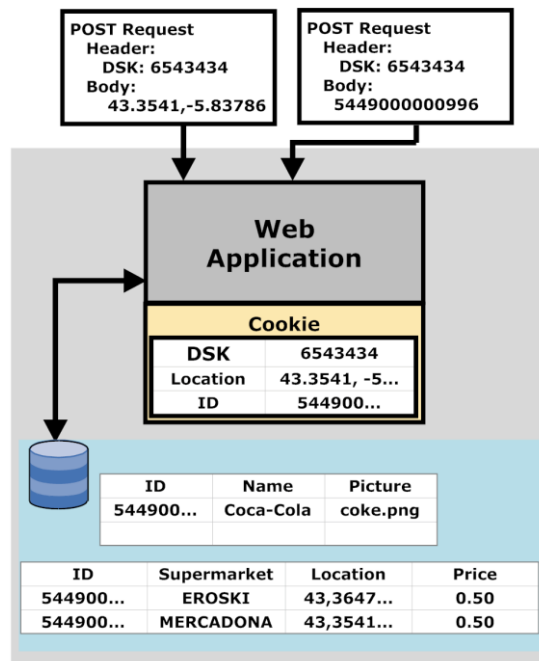 POST Request
Header:
DSK: 6543434
Body:
43.3541,-5.83786
POST Request
Header:
DSK: 6543434
Body:
5449000000996
Web
Application
Cookie
DSK 6543434
Location 43.3541, -5...
ID 544900...
ID Name Picture
544900... Coca-Cola coke.png
ID Supermarket Location Price
544900... EROSKI 43,3647... 0.50
544900... MERCADONA 43,3541... 0.50